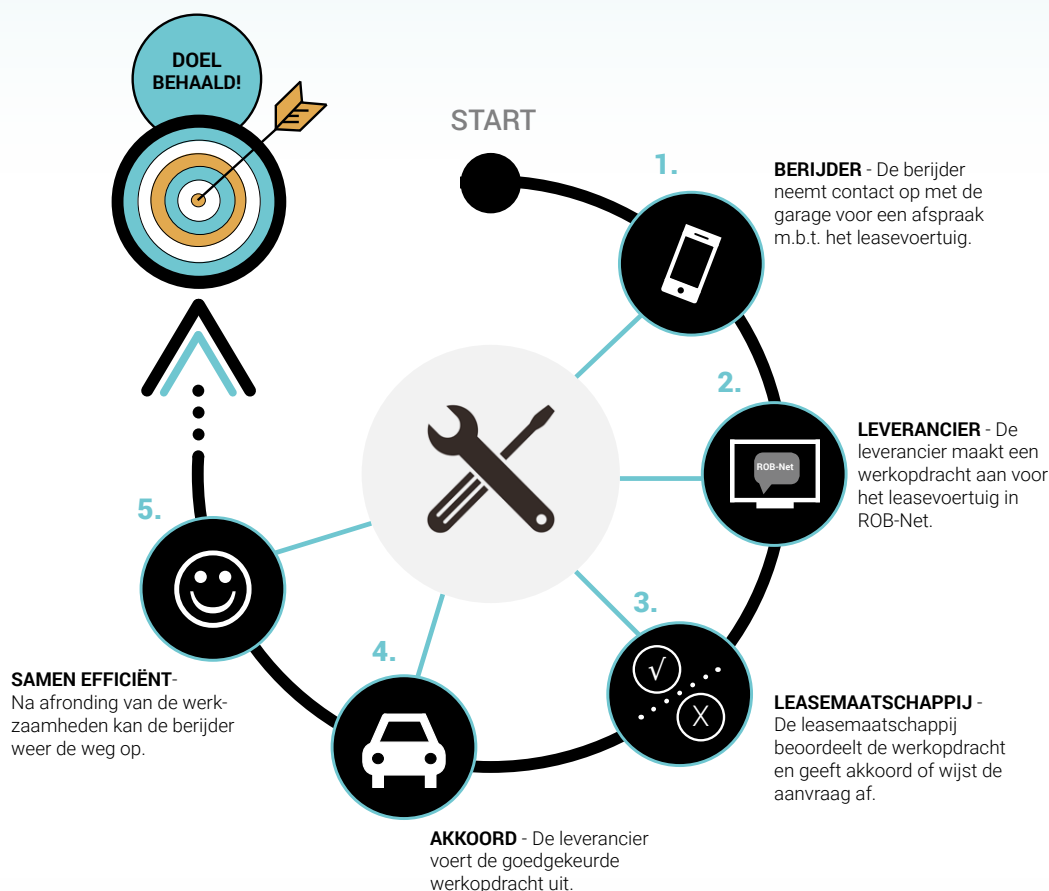 DOEL
BEHAALD!
START
1.
BERIJDER - De berijder
neemt contact op met de
garage voor een afspraak
m.b.t. het leasevoertuig.
2.
ROB-Net
LEVERANCIER - De
leverancier maakt een
werkopdracht aan voor
het leasevoertuig in
ROB-Net.
3.
√
X
LEASEMAATSCHAPPIJ -
De leasemaatschappij
beoordeelt de werkopdracht
en geeft akkoord of wijst de
aanvraag af.
4.
AKKOORD - De leverancier
voert de goedgekeurde
werkopdracht uit.
5.
SAMEN EFFICIËNT-
Na afronding van de werk-
zaamheden kan de berijder
weer de weg op.